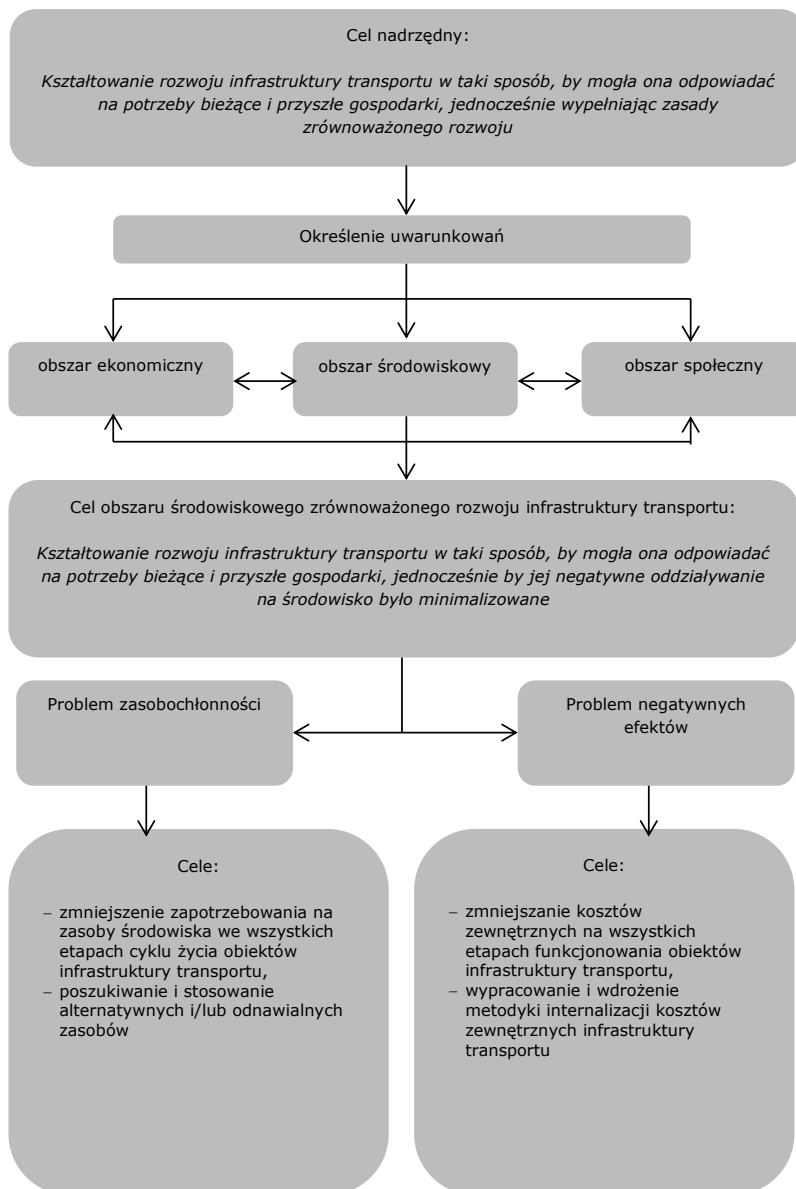 Cel nadrzędny:
Kształtowanie rozwoju infrastruktury transportu w taki sposób, by mogła ona odpowiadać
na potrzeby bieżące i przyszłe gospodarki, jednocześnie wypełniając zasady
zrównoważonego rozwoju
Określenie uwarunkowań
obszar ekonomiczny
obszar środowiskowy
obszar społeczny
Cel obszaru środowiskowego zrównoważonego rozwoju infrastruktury transportu:
Kształtowanie rozwoju infrastruktury transportu w taki sposób, by mogła ona odpowiadać
na potrzeby bieżące i przyszłe gospodarki, jednocześnie by jej negatywne oddziaływanie
na środowisko było minimalizowane
Problem zasobochłonności
Problem negatywnych
efektów
Cele:
– zmniejszenie zapotrzebowania na
zasoby środowiska we wszystkich
etapach cyklu życia obiektów
infrastruktury transportu,
– poszukiwanie i stosowanie
alternatywnych i/lub odnawialnych
zasobów
Cele:
– zmniejszanie kosztów
zewnętrznych na wszystkich
etapach funkcjonowania obiektów
infrastruktury transportu,
– wypracowanie i wdrożenie
metodyki internalizacji kosztów
zewnętrznych infrastruktury
transportu